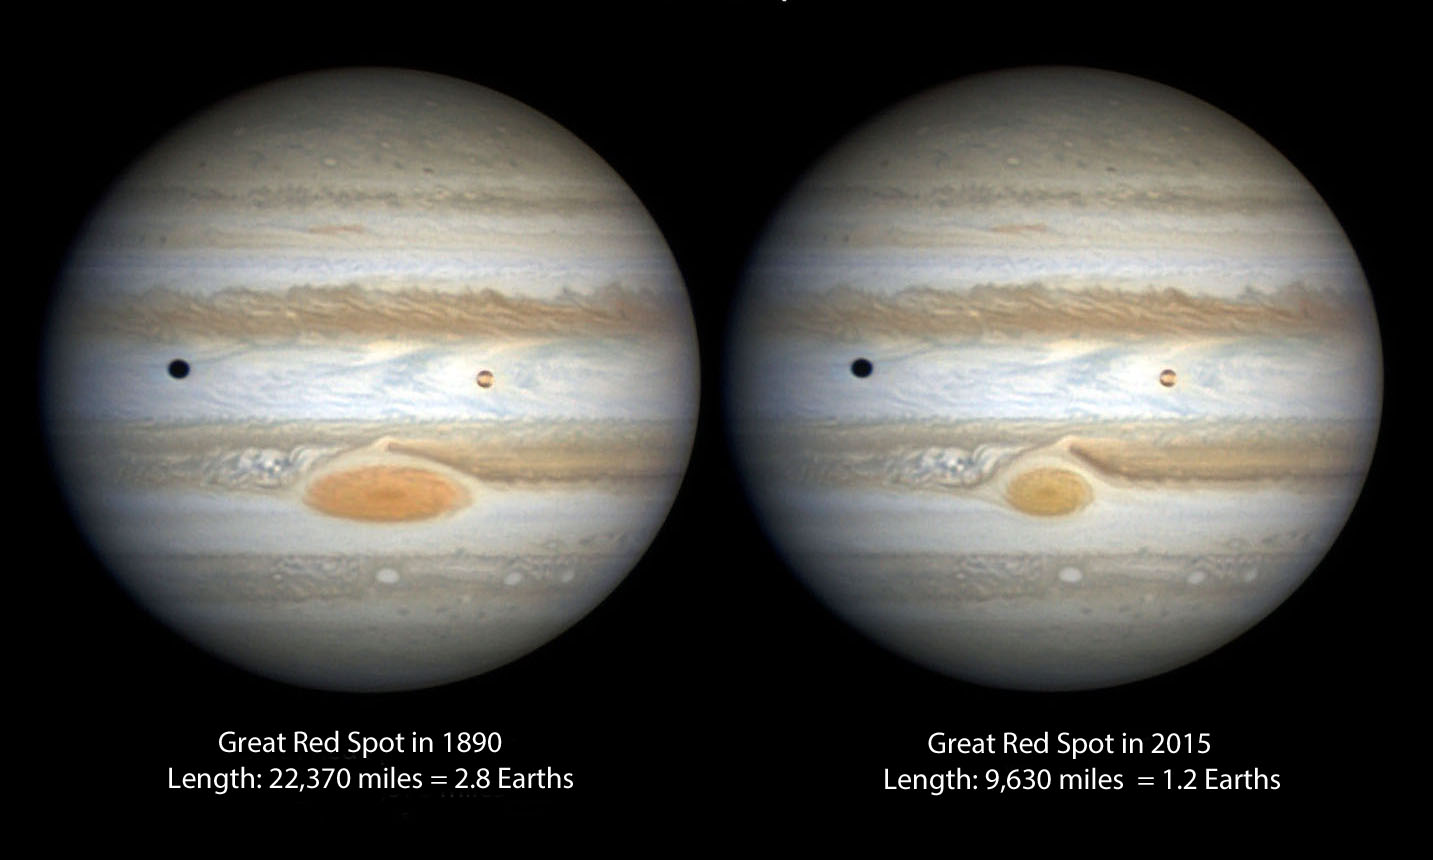 Great Red Spot in 1890
Length: 22,370 miles = 2.8 Earths
Great Red Spot in 2015
Length: 9,630 miles = 1.2 Earths